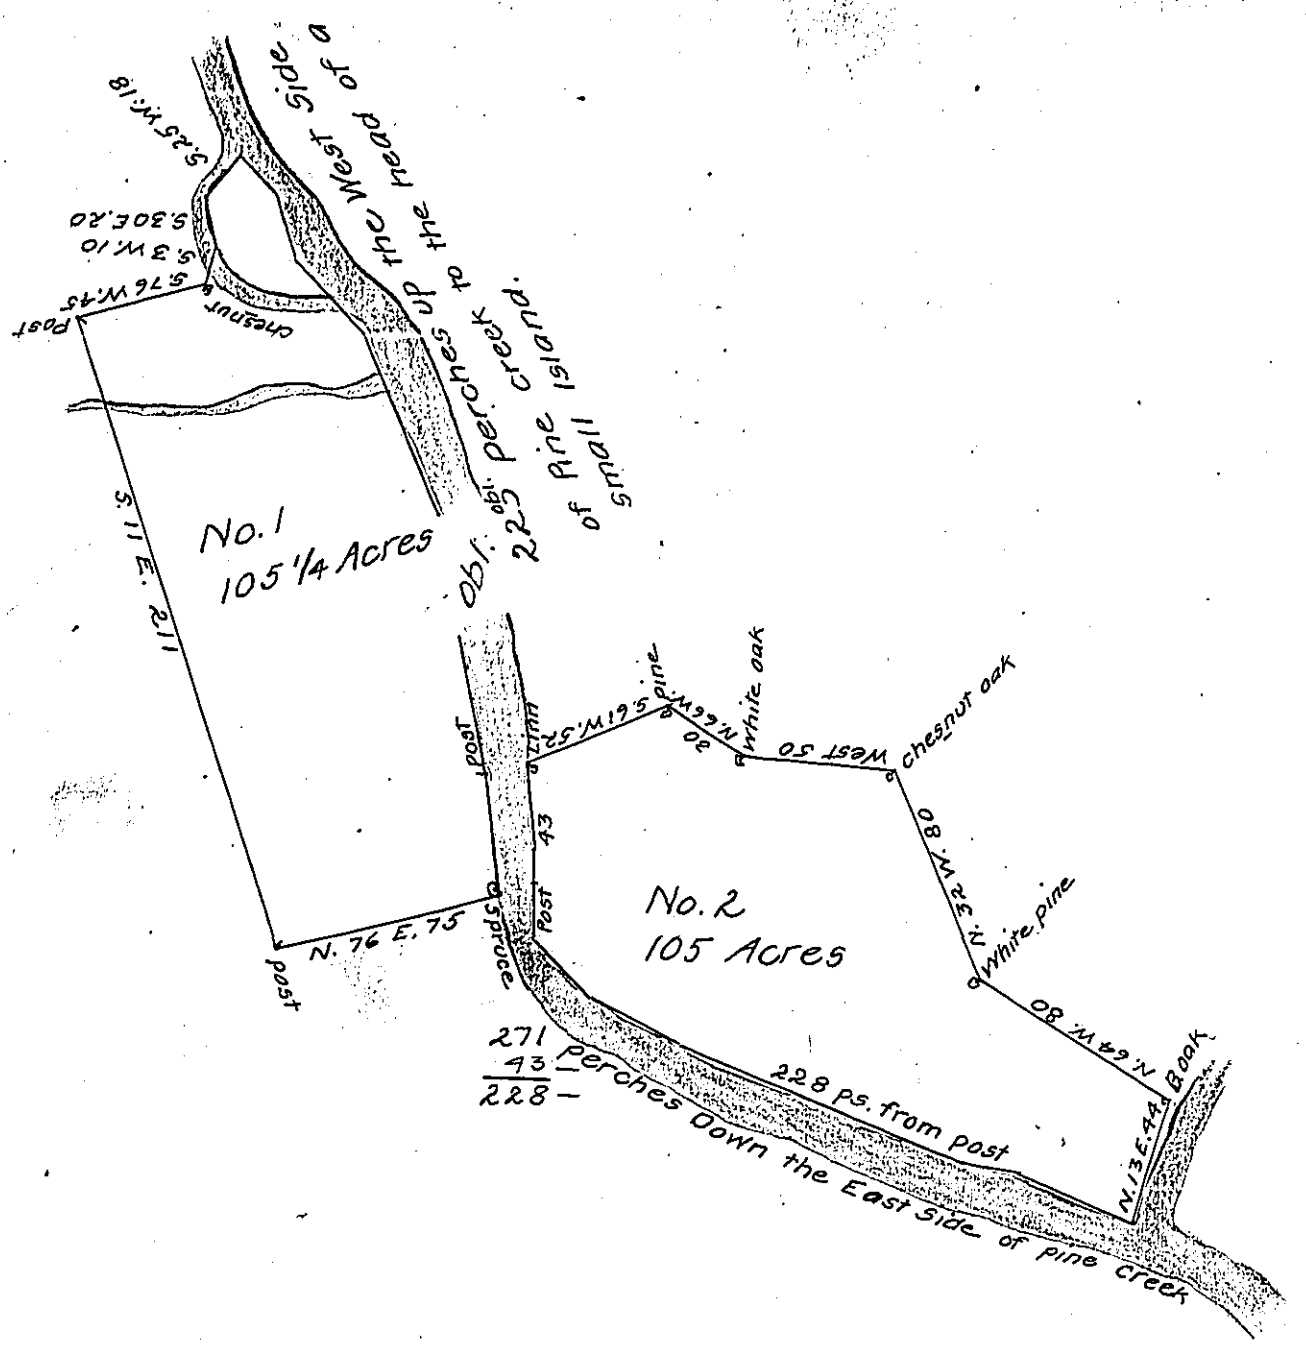 S.25 W.18
S.30 E.20
S.3 W.10
S.76 W.45
Post
chesnut
S. 11 E. 211
No.1
105 1/4 Acres
obl.
obl.
225 perches up the West Side
of Pine creek to the head of a
small Island.
post
Linn
S.61 W.52
pine
N.66 W.
30
white oak
West 50
chesnut oak
N. 32 W. 80
White pine
N.64 W. 80
B. oak
N.13 E.44
43
Post
No. 2
105 Acres
Spruce
N. 76 E. 75
post
271
43 –
228 –
perches Down the East side of pine creek
228 ps. from post